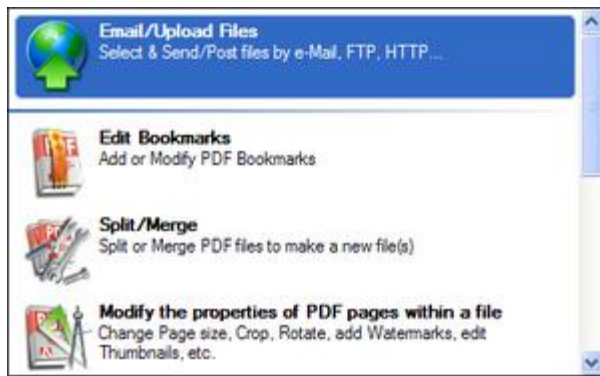 Email/Upload Files
Select & Send/Post files by e-Mail, FTP, HTTP...
Edit Bookmarks
Add or Modify PDF Bookmarks
Split/Merge
Split or Merge PDF files to make a new file(s)
Modify the properties of PDF pages within a file
Change Page size, Crop, Rotate, add Watermarks, edit
Thumbnails, etc.